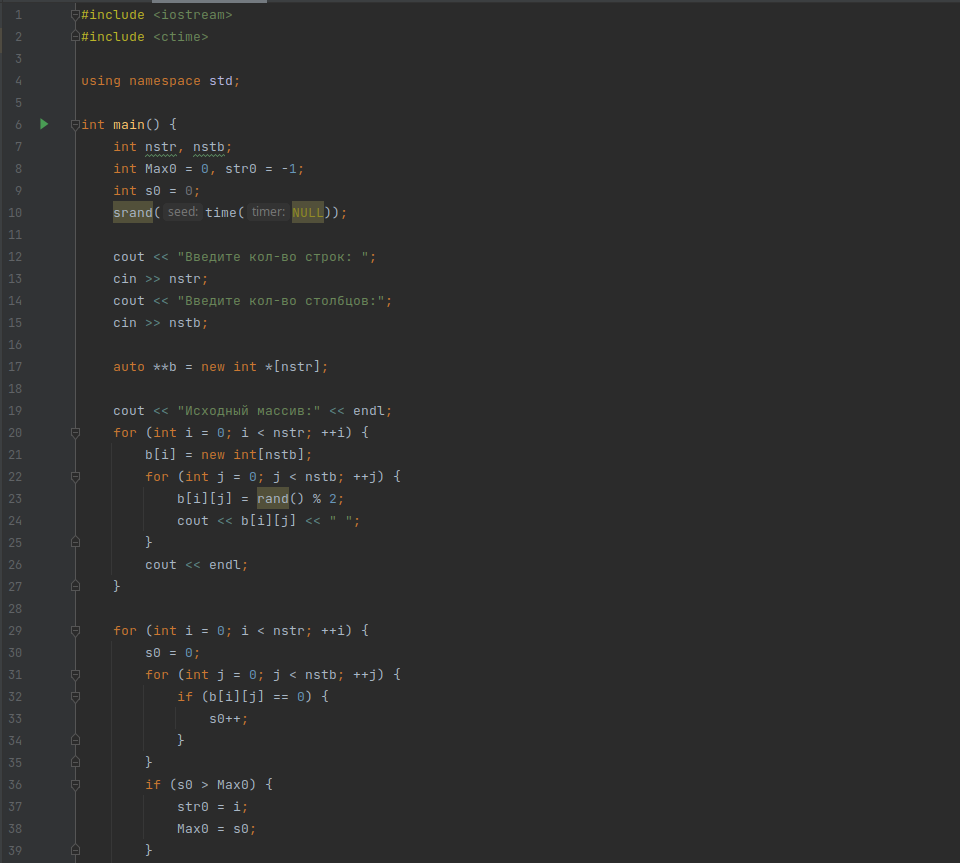 1 #include <iostream>
2 #include <ctime>
3
4 using namespace std;
5
6 int main() {
7     int nstr, nstb;
8     int Max0 = 0, str0 = -1;
9     int s0 = 0;
10     srand( seed: time( timer: NULL));
11
12     cout << "Введите кол-во строк: ";
13     cin >> nstr;
14     cout << "Введите кол-во столбцов:";
15     cin >> nstb;
16
17     auto **b = new int *[nstr];
18
19     cout << "Исходный массив:" << endl;
20     for (int i = 0; i < nstr; ++i) {
21         b[i] = new int[nstb];
22         for (int j = 0; j < nstb; ++j) {
23             b[i][j] = rand() % 2;
24             cout << b[i][j] << " ";
25         }
26         cout << endl;
27     }
28
29     for (int i = 0; i < nstr; ++i) {
30         s0 = 0;
31         for (int j = 0; j < nstb; ++j) {
32             if (b[i][j] == 0) {
33                 s0++;
34             }
35         }
36         if (s0 > Max0) {
37             str0 = i;
38             Max0 = s0;
39         }